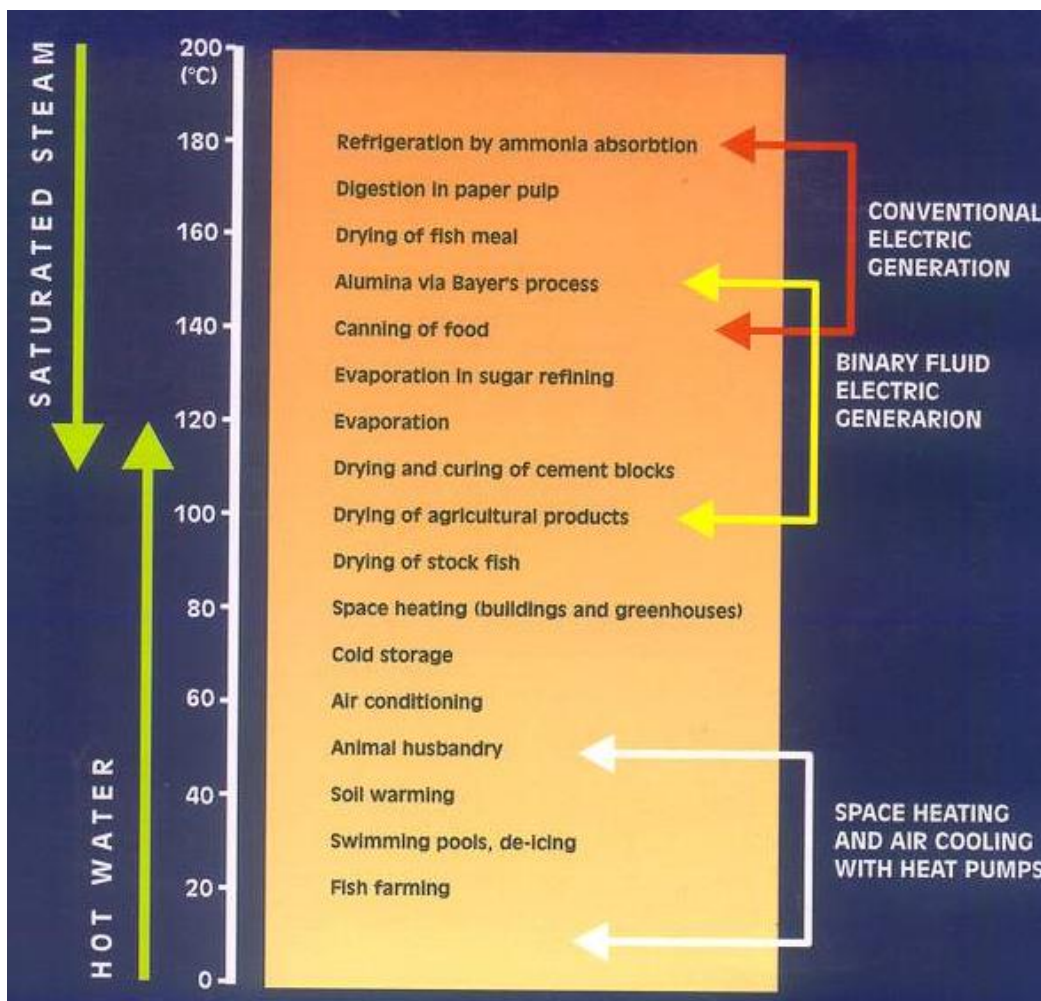 SATURATED STEAM
HOT WATER
200
(°C)
180
160
140
120
100
80
60
40
20
0
Refrigeration by ammonia absorbtion
Digestion in paper pulp
Drying of fish meal
Alumina via Bayer's process
Canning of food
Evaporation in sugar refining
Evaporation
Drying and curing of cement blocks
Drying of agricultural products
Drying of stock fish
Space heating (buildings and greenhouses)
Cold storage
Air conditioning
Animal husbandry
Soil warming
Swimming pools, de-icing
Fish farming
CONVENTIONAL
ELECTRIC
GENERATION
BINARY FLUID
ELECTRIC
GENERARION
SPACE HEATING
AND AIR COOLING
WITH HEAT PUMPS